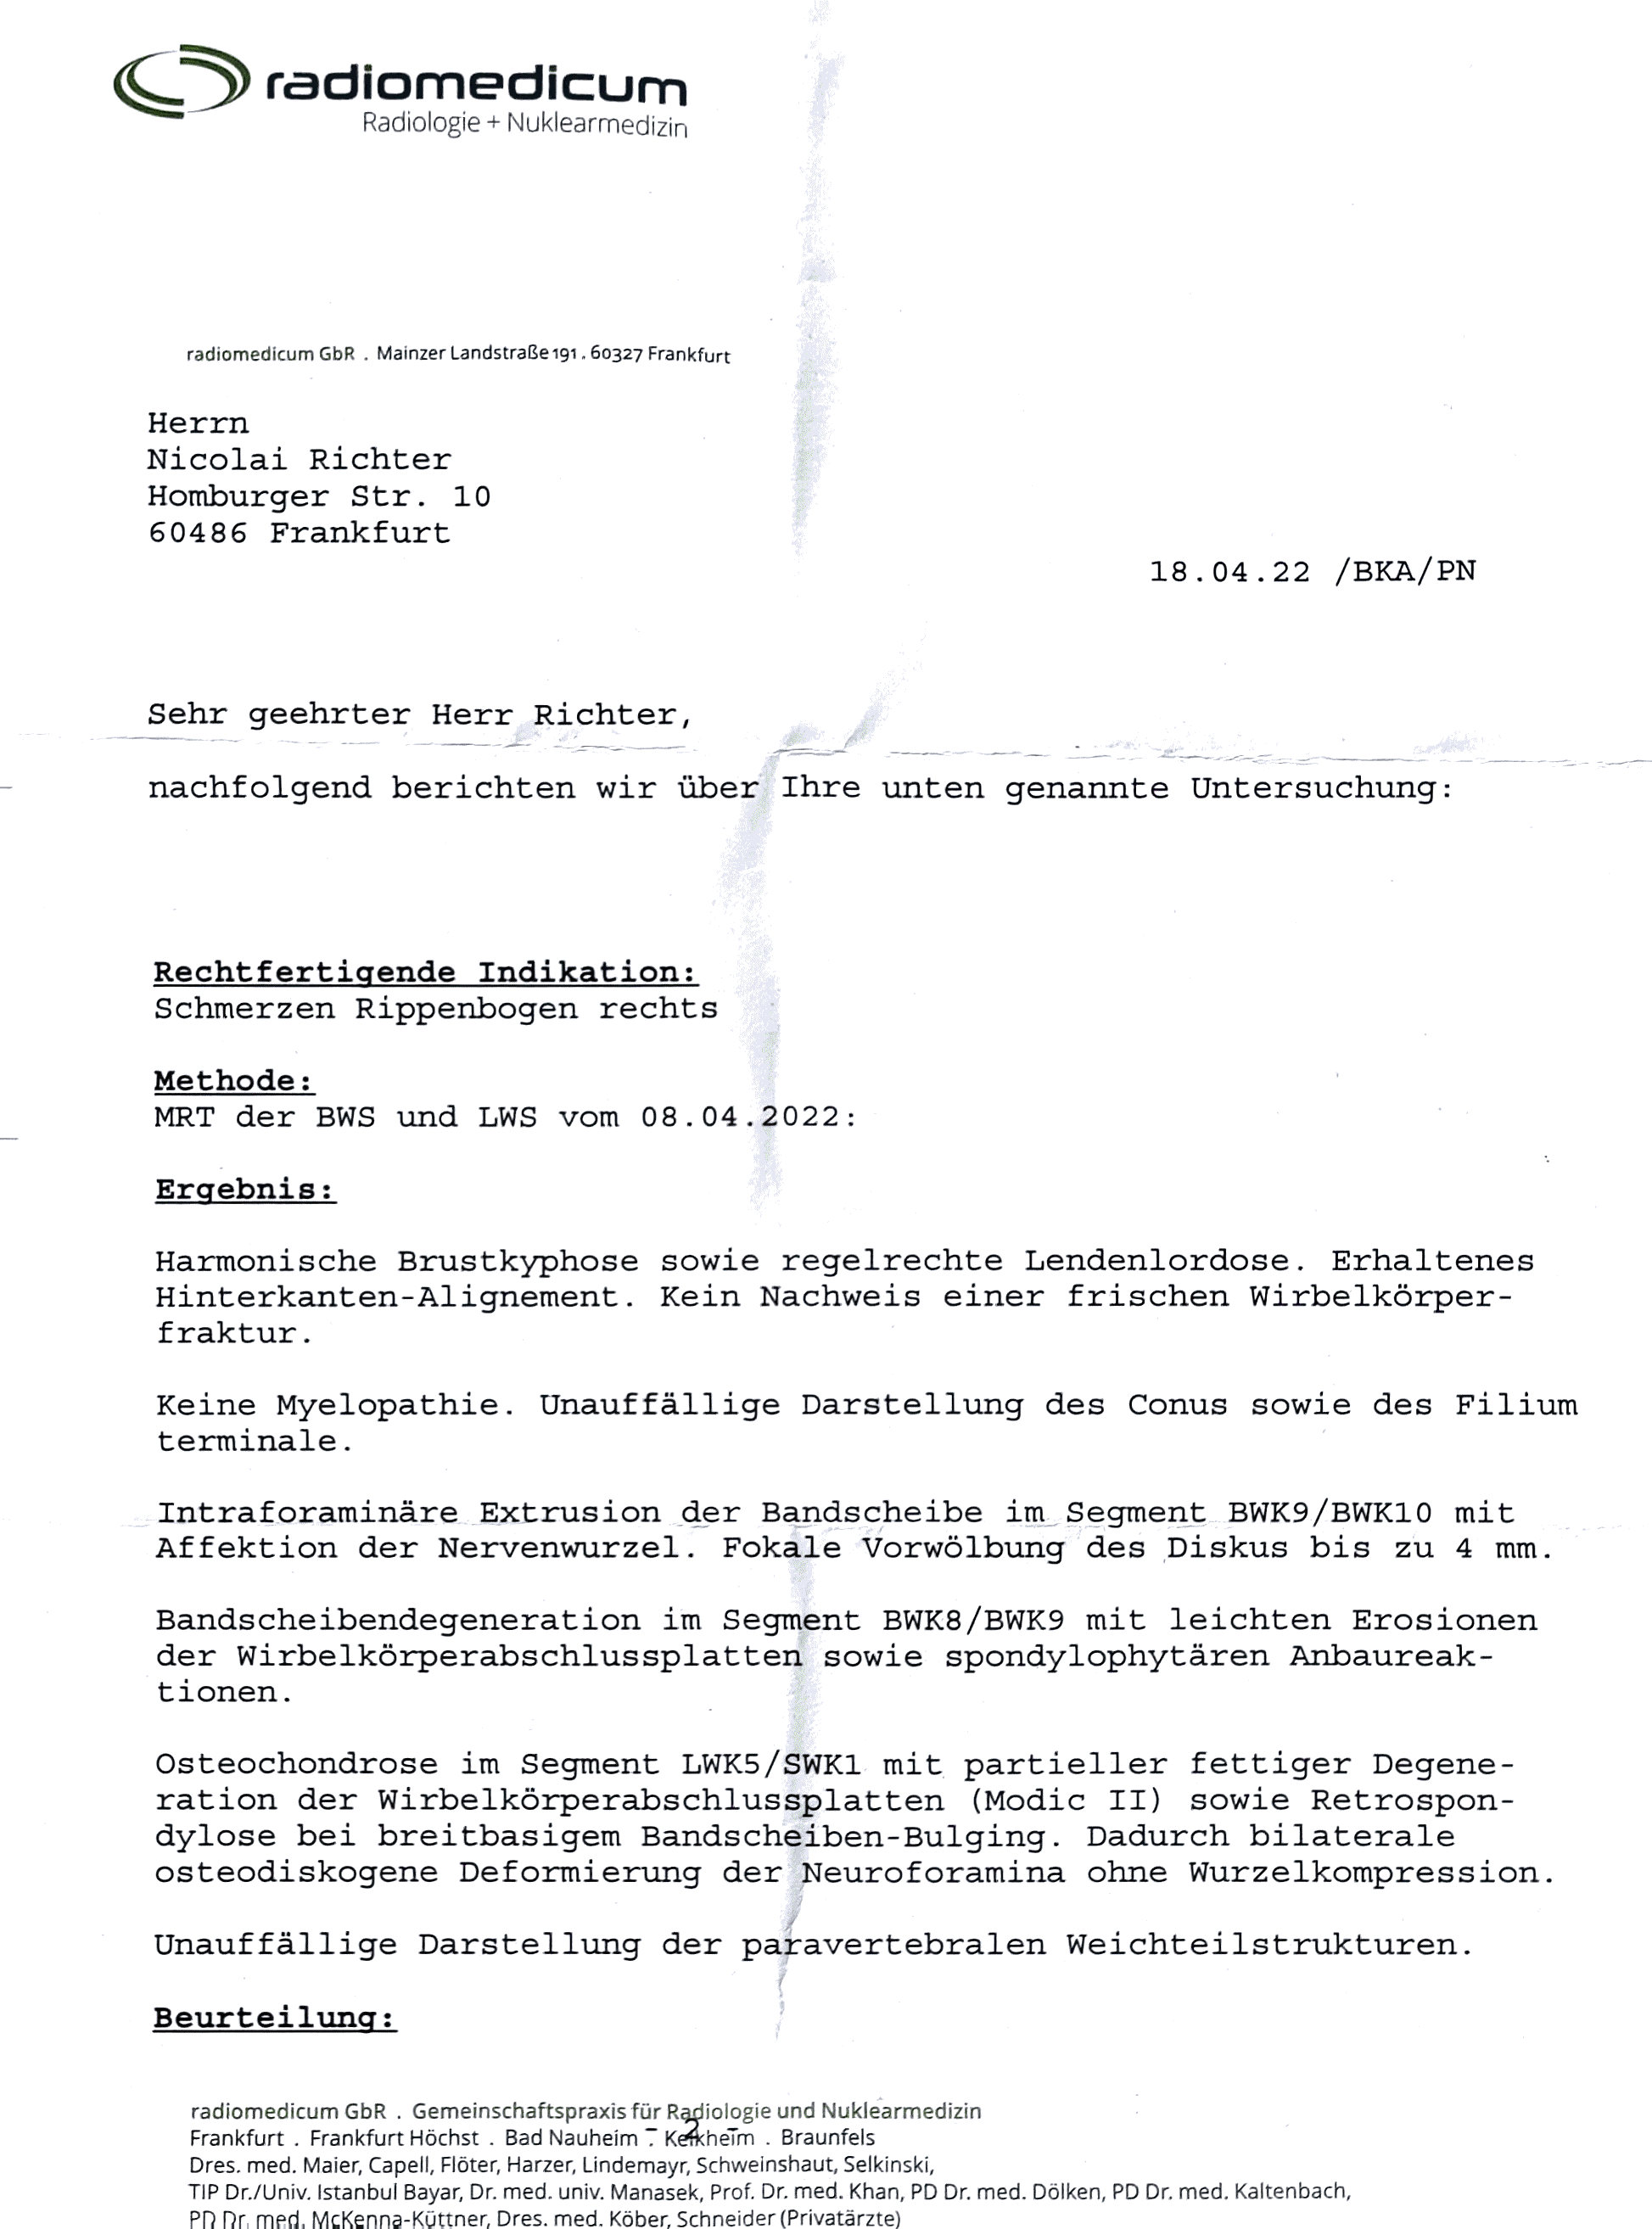 radiomedicum
Radiologie + Nuklearmedizin
radiomedicum GbR . Mainzer Landstraße 191 . 60327 Frankfurt
Herrn
Nicolai Richter
Homburger Str. 10
60486 Frankfurt
18.04.22 /BKA/PN
Sehr geehrter Herr Richter,
nachfolgend berichten wir über Ihre unten genannte Untersuchung:
Rechtfertigende Indikation:
Schmerzen Rippenbogen rechts
Methode:
MRT der BWS und LWS vom 08.04.2022:
Ergebnis:
Harmonische Brustkyphose sowie regelrechte Lendenlordose. Erhaltenes
Hinterkanten-Alignement. Kein Nachweis einer frischen Wirbelkörper-
fraktur.
Keine Myelopathie. Unauffällige Darstellung des Conus sowie des Filium
terminale.
Intraforaminäre Extrusion der Bandscheibe im Segment BWK9/BWK10 mit
Affektion der Nervenwurzel. Fokale Vorwölbung des Diskus bis zu 4 mm.
Bandscheibendegeneration im Segment BWK8/BWK9 mit leichten Erosionen
der Wirbelkörperabschlussplatten sowie spondylophytären Anbaureak-
tionen.
Osteochondrose im Segment LWK5/SWK1 mit partieller fettiger Degene-
ration der Wirbelkörperabschlussplatten (Modic II) sowie Retrospon-
dylose bei breitbasigem Bandscheiben-Bulging. Dadurch bilaterale
osteodiskogene Deformierung der Neuroforamina ohne Wurzelkompression.
Unauffällige Darstellung der paravertebralen Weichteilstrukturen.
Beurteilung:
radiomedicum GbR . Gemeinschaftspraxis für Radiologie und Nuklearmedizin
- 2 -
Frankfurt . Frankfurt Höchst . Bad Nauheim . Kelkheim . Braunfels
Dres. med. Maier, Capell, Flöter, Harzer, Lindemayr, Schweinshaut, Selkinski,
TIP Dr./Univ. Istanbul Bayar, Dr. med. univ. Manasek, Prof. Dr. med. Khan, PD Dr. med. Dölken, PD Dr. med. Kaltenbach,
PD Dr. med. McKenna-Küttner, Dres. med. Köber, Schneider (Privatärzte)